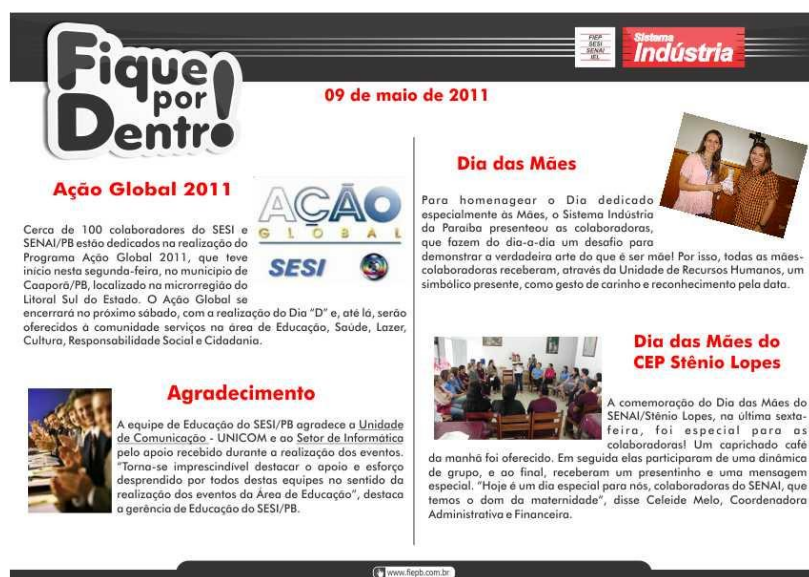 Fique
por
Dentro!
FIEP
SESI
SENAI
IEL
Sistema
Indústria
09 de maio de 2011
Ação Global 2011
AÇÃO
GLOBAL
SESI
Cerca de 100 colaboradores do SESI e
SENAI/PB estão dedicados na realização do
Programa Ação Global 2011, que teve
início nesta segunda-feira, no municipio de
Caaporã/PB, localizado na microrregião do
Litoral Sul do Estado. O Ação Global se
encerrará no próximo sábado, com a realização do Dia "D" e, até lá, serão
oferecidos à comunidade serviços na área de Educação, Saúde, Lazer,
Cultura, Responsabilidade Social e Cidadania.
Agradecimento
A equipe de Educação do SESI/PB agradece a Unidade
de Comunicação - UNICOM e ao Setor de Informática
pelo apoio recebido durante a realização dos eventos.
"Torna-se imprescindível destacar o apoio e esforço
desprendido por todos destas equipes no sentido da
realização dos eventos da Área de Educação", destaca
a gerência de Educação do SESI/PB.
Dia das Mães
Para homenagear o Dia dedicado
especialmente às Mães, o Sistema Indústria
da Paraíba presenteou as colaboradoras,
que fazem do dia-a-dia um desafio para
demonstrar a verdadeira arte do que é ser mãe! Por isso, todas as mães-
colaboradoras receberam, através da Unidade de Recursos Humanos, um
simbólico presente, como gesto de carinho e reconhecimento pela data.
Dia das Mães do
CEP Stênio Lopes
A comemoração do Dia das Mães do
SENAI/Stênio Lopes, na última sexta-
feira, foi especial para as
colaboradoras! Um caprichado café
da manhã foi oferecido. Em seguida elas participaram de uma dinâmica
de grupo, e ao final, receberam um presentinho e uma mensagem
especial. "Hoje é um dia especial para nós, colaboradoras do SENAI, que
temos o dom da maternidade", disse Celeide Melo, Coordenadora
Administrativa e Financeira.
www.fiepb.com.br